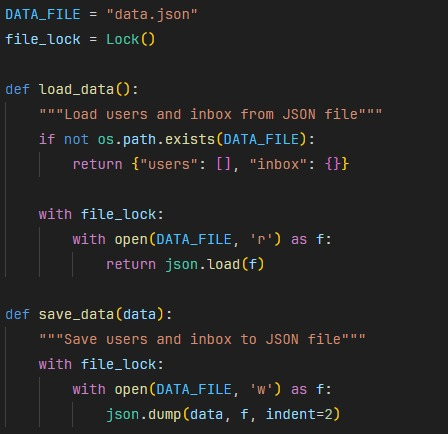 DATA_FILE = "data.json"
file_lock = Lock()

def load_data():
    """Load users and inbox from JSON file"""
    if not os.path.exists(DATA_FILE):
        return {"users": [], "inbox": {}}

    with file_lock:
        with open(DATA_FILE, 'r') as f:
            return json.load(f)

def save_data(data):
    """Save users and inbox to JSON file"""
    with file_lock:
        with open(DATA_FILE, 'w') as f:
            json.dump(data, f, indent=2)